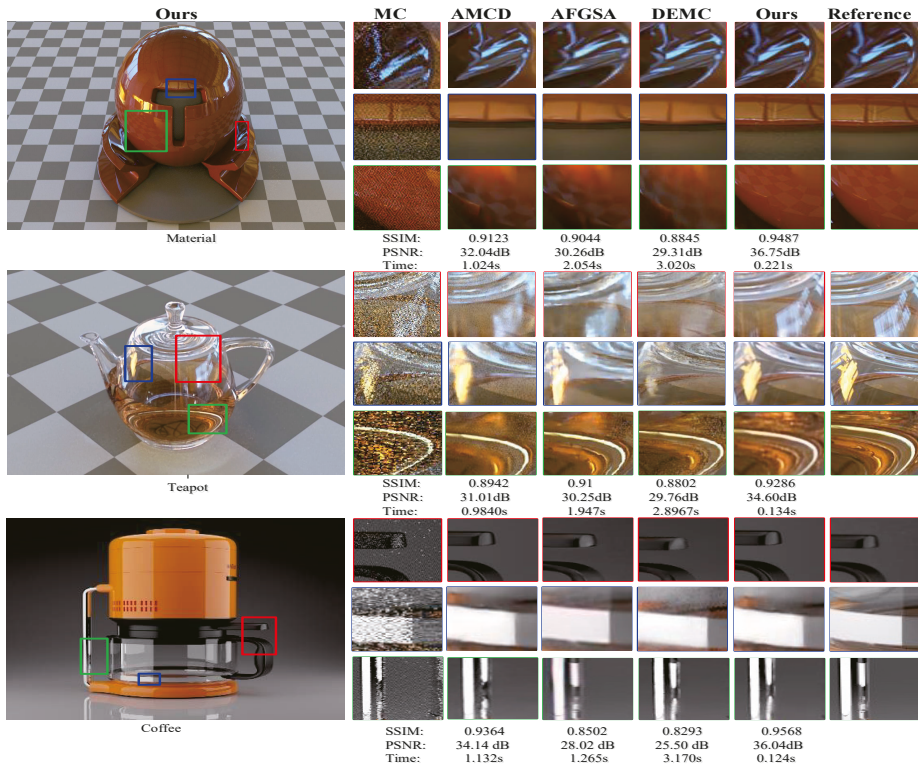 Ours MC AMCD AFGSA DEMC Ours Reference
Material
SSIM: 0.9123 0.9044 0.8845 0.9487
PSNR: 32.04dB 30.26dB 29.31dB 36.75dB
Time: 1.024s 2.054s 3.020s 0.221s
Teapot
SSIM: 0.8942 0.91 0.8802 0.9286
PSNR: 31.01dB 30.25dB 29.76dB 34.60dB
Time: 0.9840s 1.947s 2.8967s 0.134s
Coffee
SSIM: 0.9364 0.8502 0.8293 0.9568
PSNR: 34.14 dB 28.02 dB 25.50 dB 36.04dB
Time: 1.132s 1.265s 3.170s 0.124s